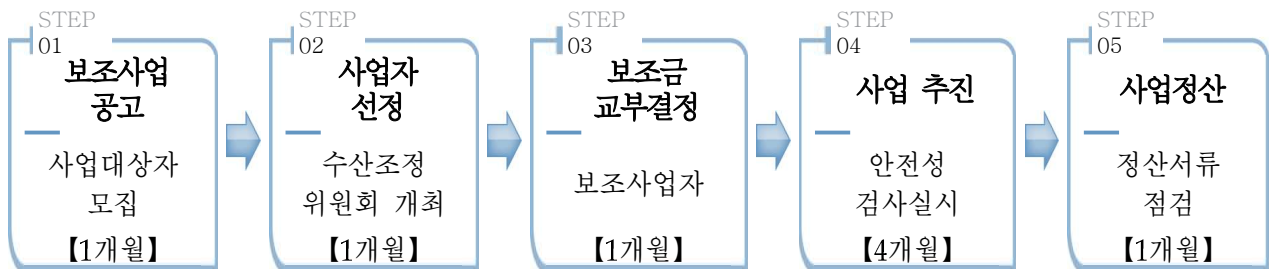 STEP
01
보조사업
공고
사업대상자
모집
【1개월】
STEP
02
사업자
선정
수산조정
위원회 개최
【1개월】
STEP
03
보조금
교부결정
보조사업자
【1개월】
STEP
04
사업 추진
안전성
검사실시
【4개월】
STEP
05
사업정산
정산서류
점검
【1개월】